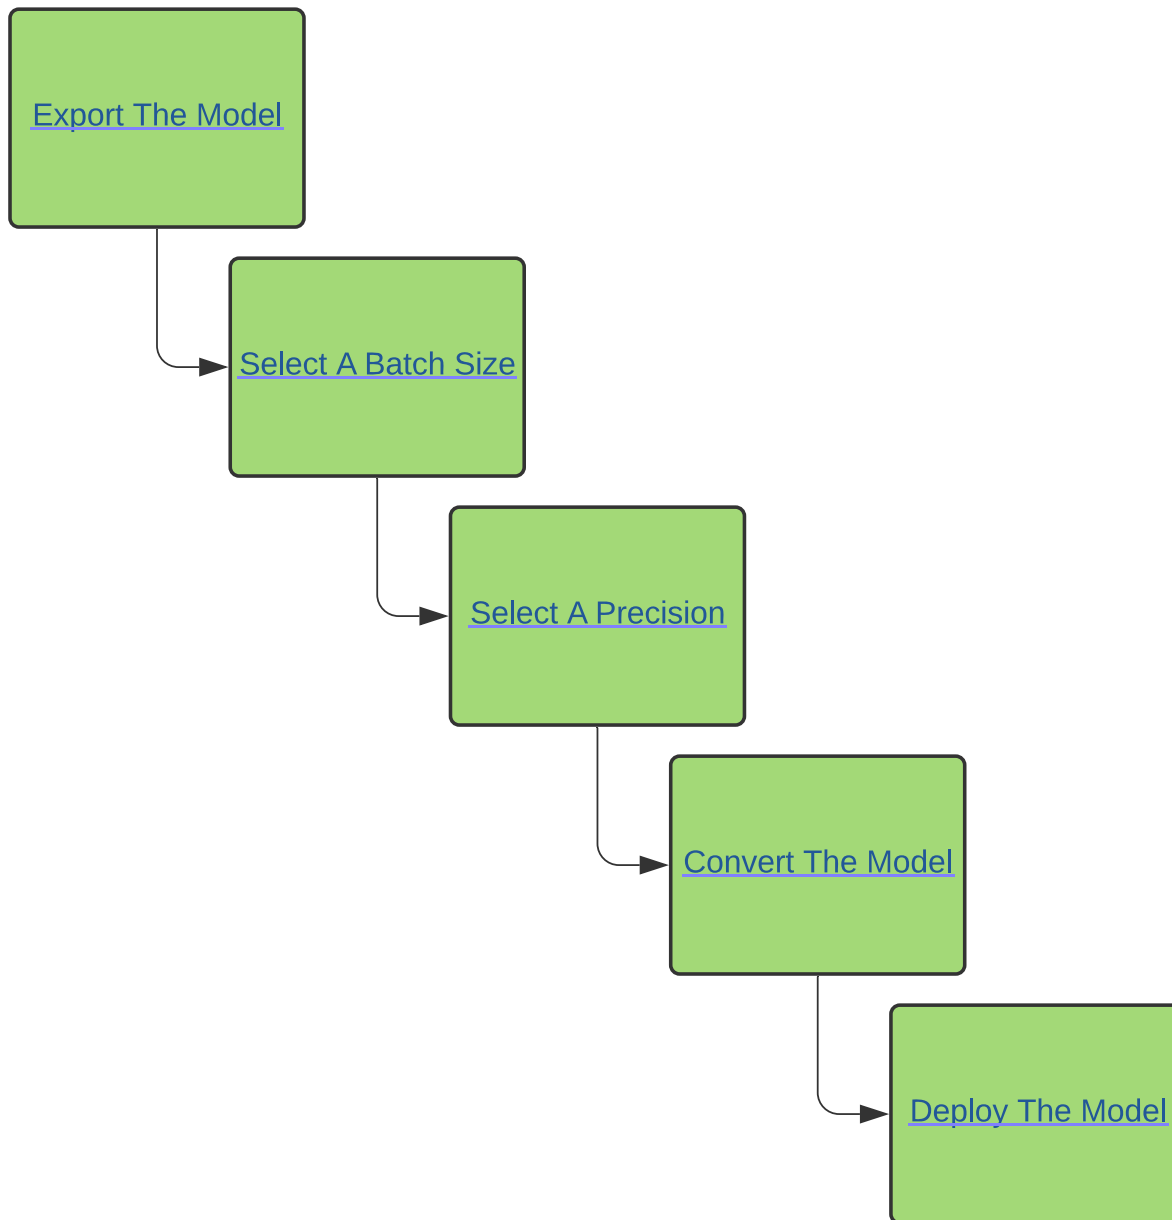 Export The Model
Select A Batch Size
Select A Precision
Convert The Model
Deploy The Model